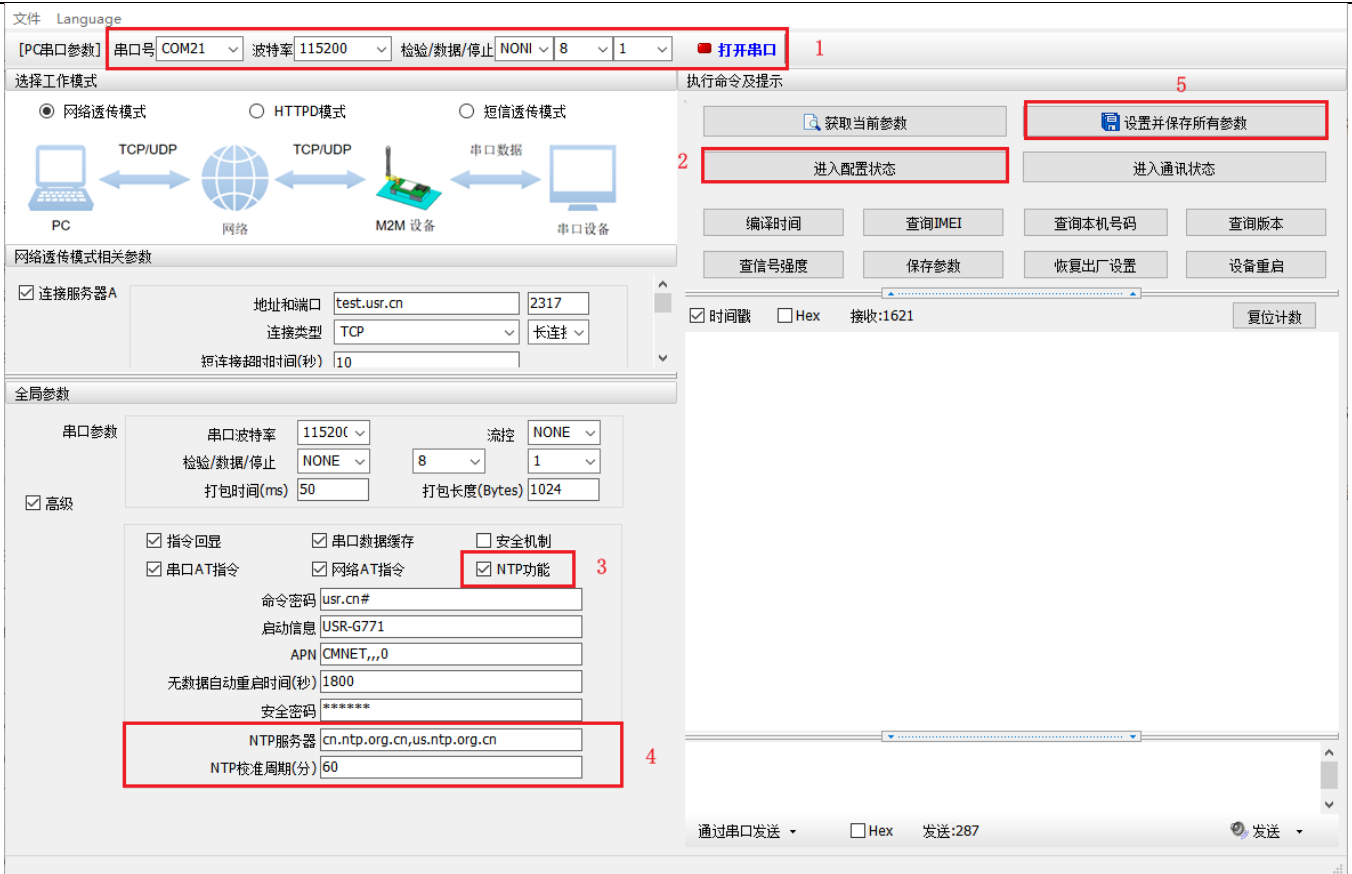 文件 Language
[PC串口参数] 串口号 COM21 波特率 115200 检验/数据/停止 NONI 8 1 打开串口 1
选择工作模式
网络透传模式 HTTPD模式 短信透传模式
TCP/UDP TCP/UDP 串口数据
PC 网络 M2M 设备 串口设备
网络透传模式相关参数
连接服务器A
地址和端口 test.usr.cn 2317
连接类型 TCP 长连接
短连接超时时间(秒) 10
全局参数
串口参数 串口波特率 115200 流控 NONE
检验/数据/停止 NONE 8 1
打包时间(ms) 50 打包长度(Bytes) 1024
高级
指令回显 串口数据缓存 安全机制
串口AT指令 网络AT指令 NTP功能 3
命令密码 usr.cn#
启动信息 USR-G771
APN CMNET,,,0
无数据自动重启时间(秒) 1800
安全密码 ******
NTP服务器 cn.ntp.org.cn,us.ntp.org.cn
NTP校准周期(分) 60
4
执行命令及提示
5
获取当前参数 设置并保存所有参数
2 进入配置状态 进入通讯状态
编译时间 查询IMEI 查询本机号码 查询版本
查信号强度 保存参数 恢复出厂设置 设备重启
时间戳 Hex 接收:1621 复位计数
通过串口发送 Hex 发送:287 发送